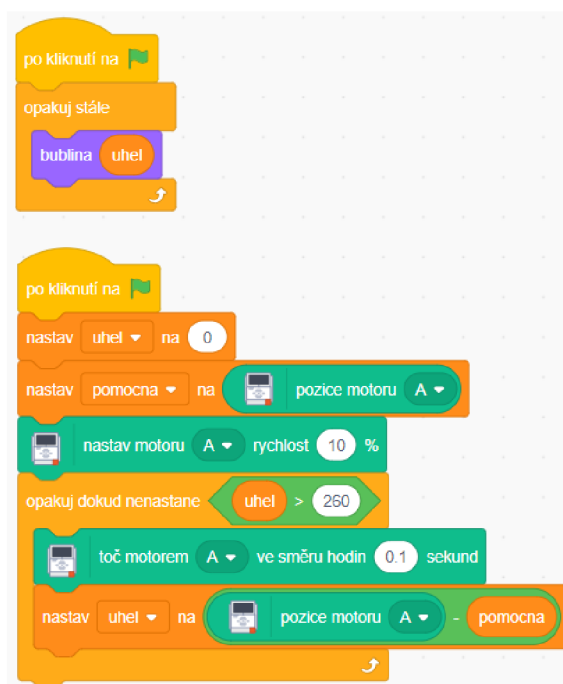 po kliknutí na
opakuj stále
bublina uhel
po kliknutí na
nastav uhel na 0
nastav pomocna na pozice motoru A
nastav motoru A rychlost 10 %
opakuj dokud nenastane uhel > 260
toč motorem A ve směru hodin 0.1 sekund
nastav uhel na pozice motoru A - pomocna